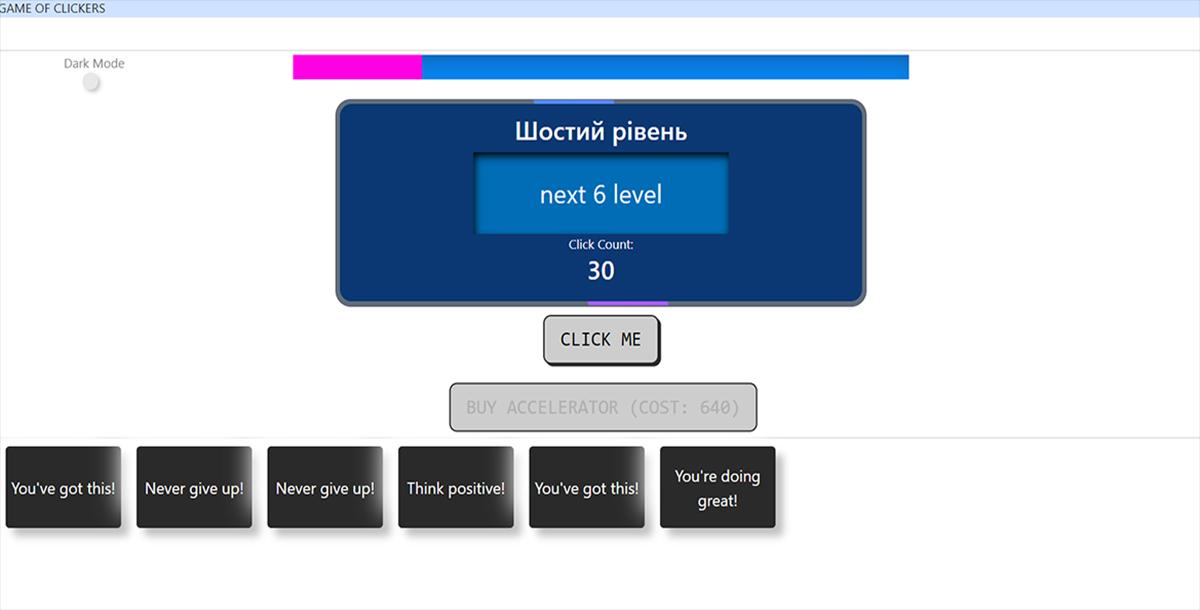 GAME OF CLICKERS
Dark Mode
Шостий рівень
next 6 level
Click Count:
30
CLICK ME
BUY ACCELERATOR (COST: 640)
You've got this!
Never give up!
Never give up!
Think positive!
You've got this!
You're doing
great!